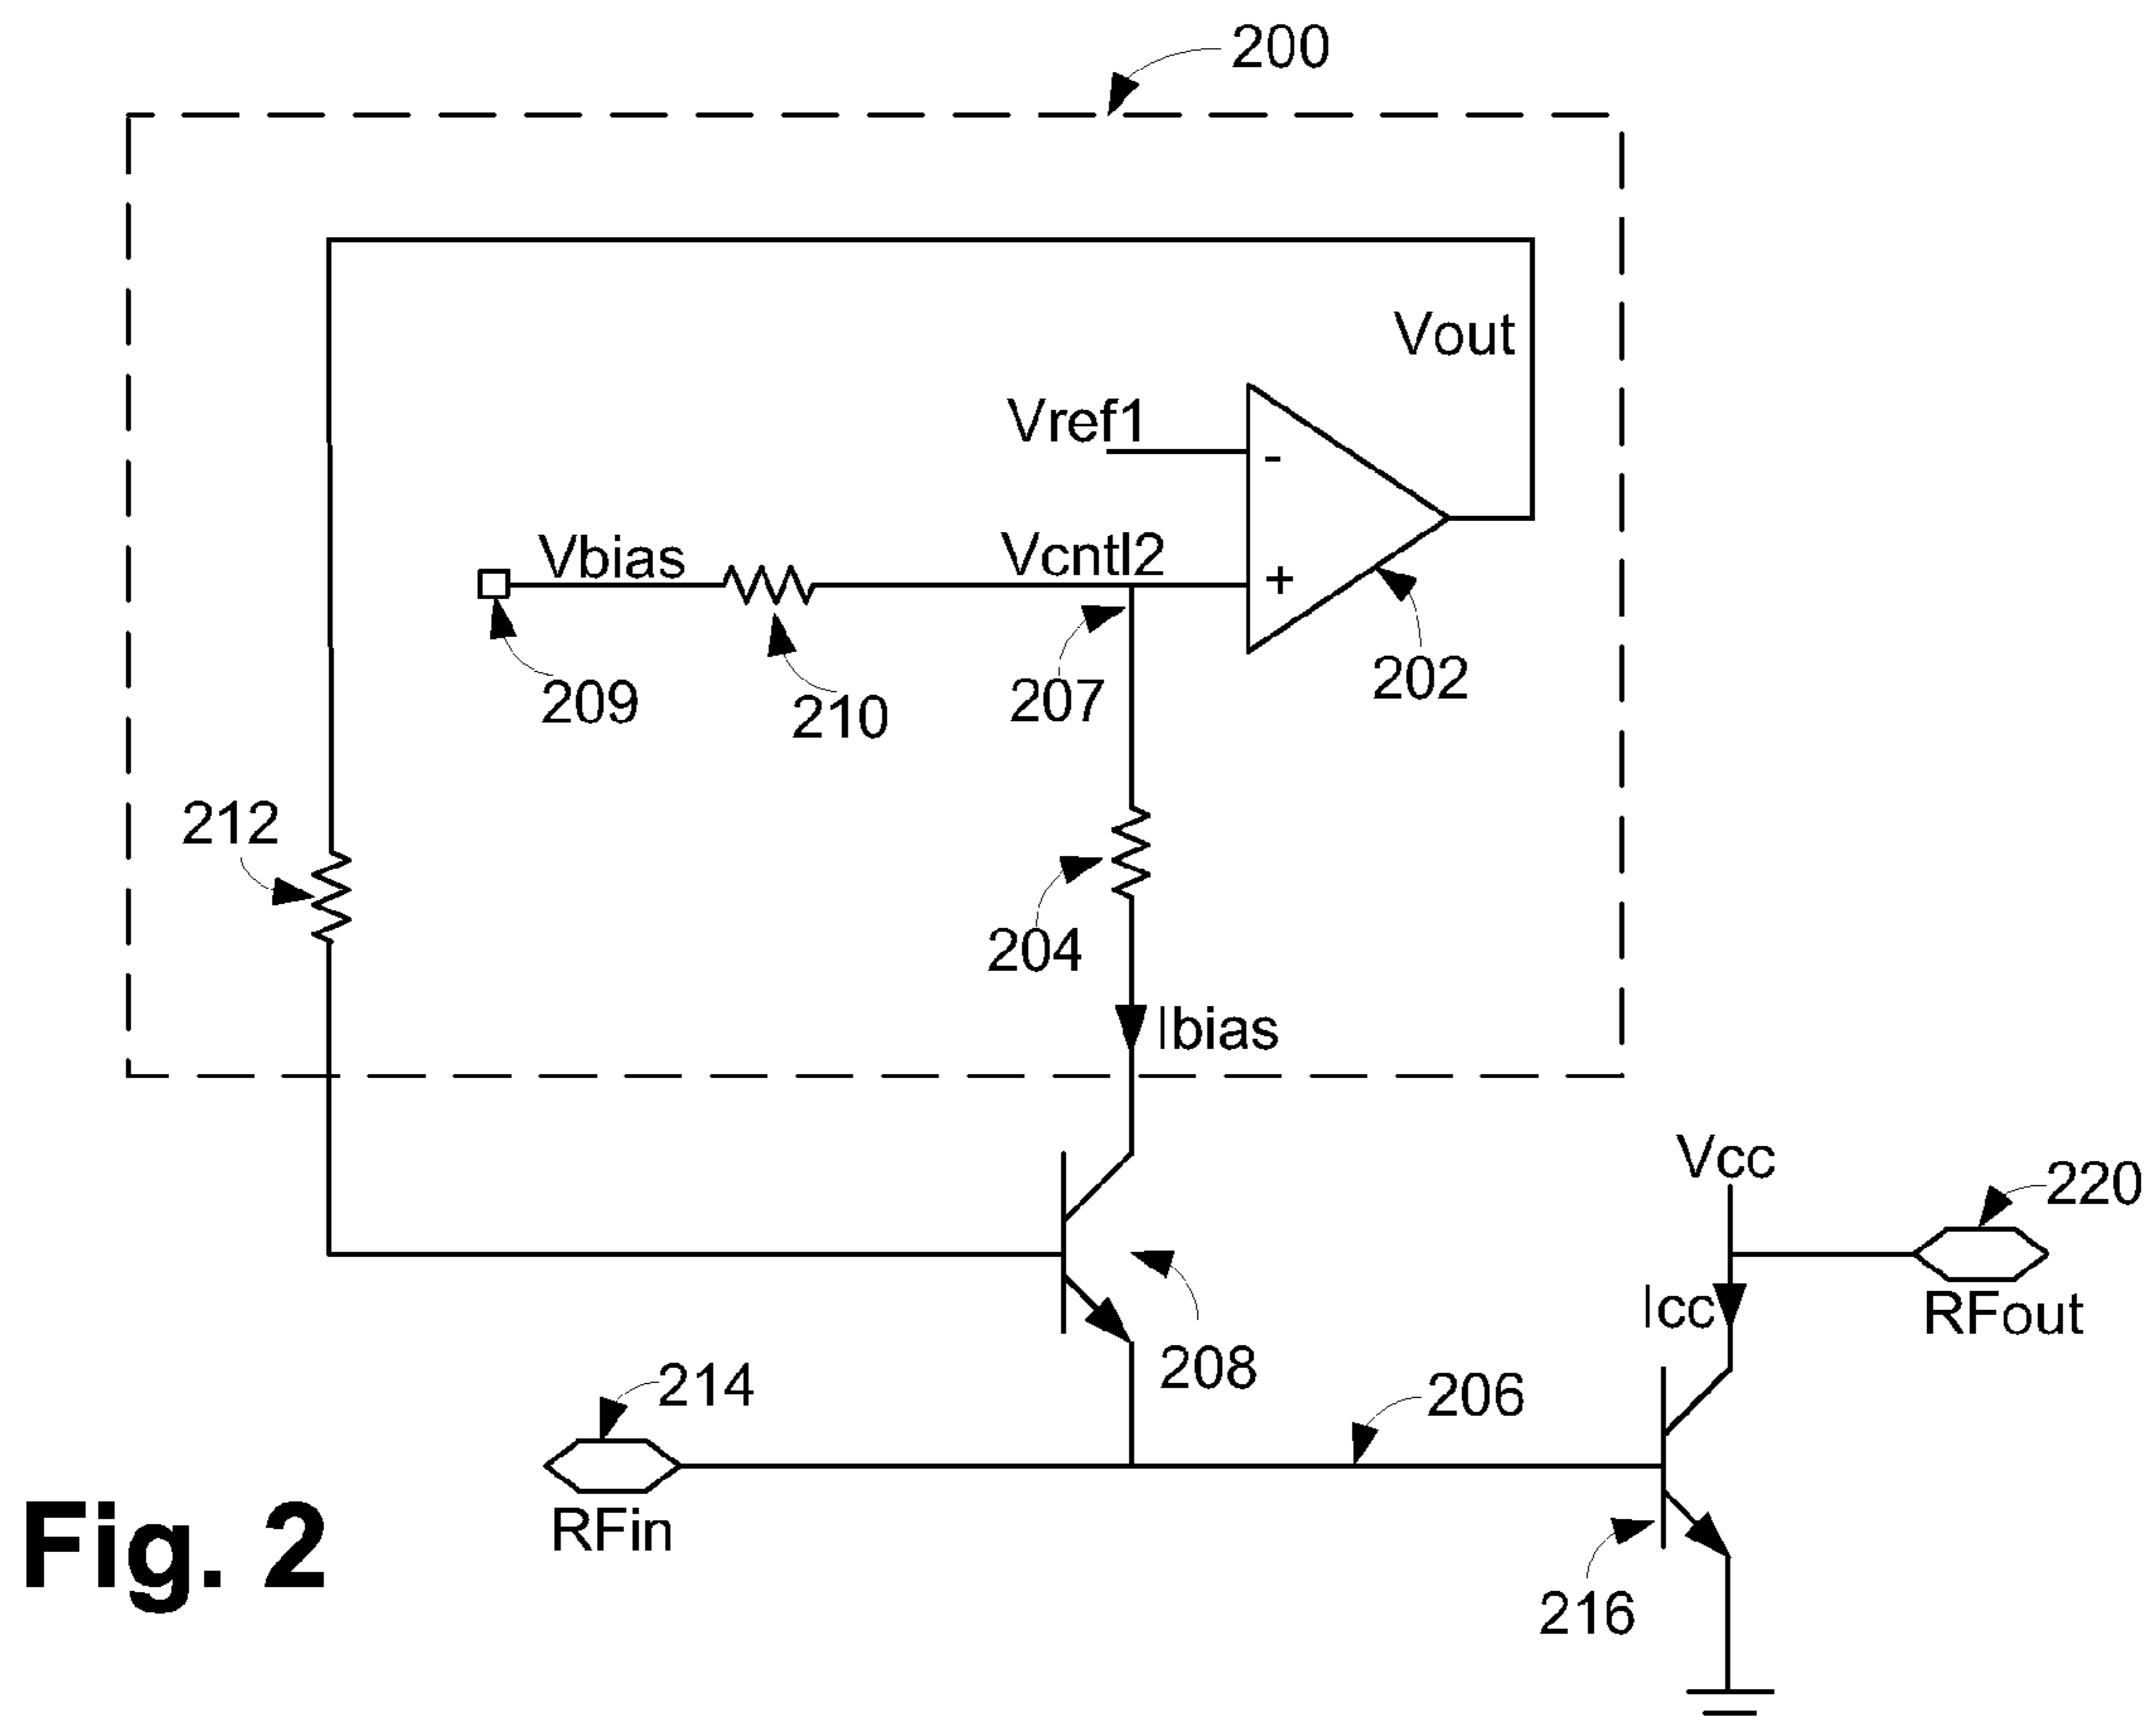 200
Vout
Vref1
-
Vbias
Vcntl2
+
209
210
207
202
212
204
Ibias
Vcc
220
Icc
RFout
208
214
206
RFin
216
Fig. 2